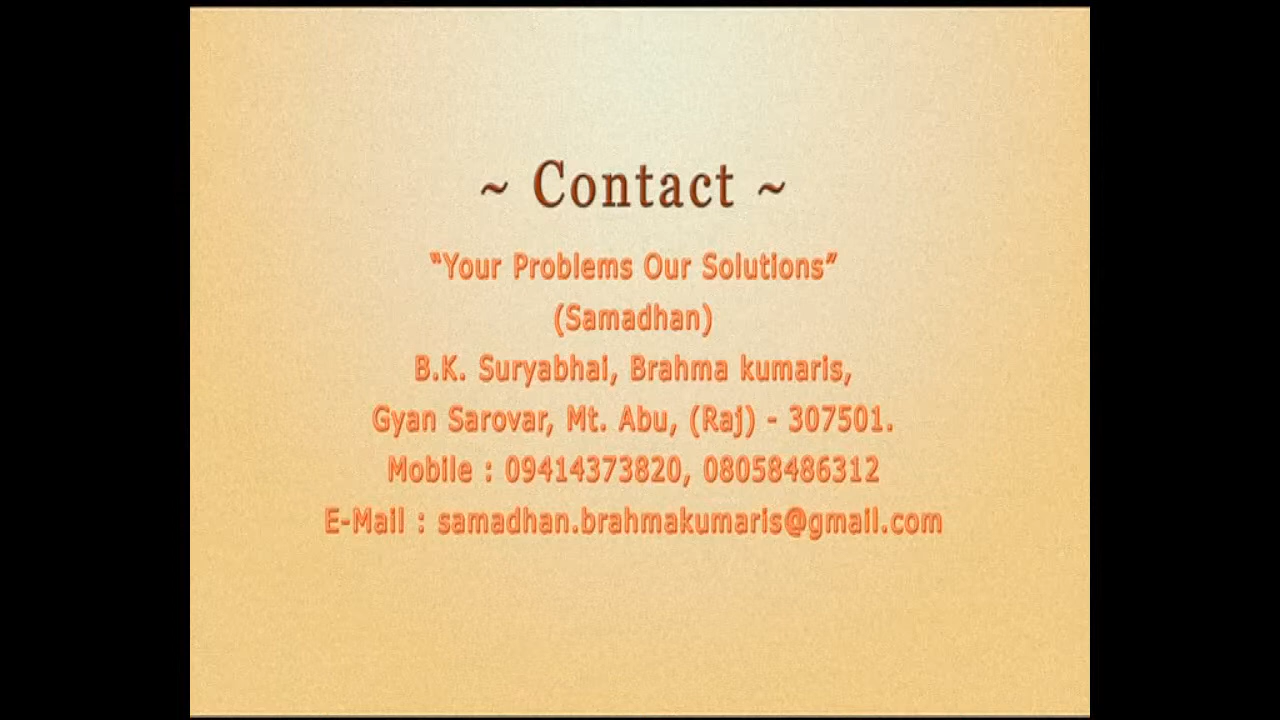 ~ Contact ~
“Your Problems Our Solutions”
(Samadhan)
B.K. Suryabhai, Brahma kumaris,
Gyan Sarovar, Mt. Abu, (Raj) - 307501.
Mobile : 09414373820, 08058486312
E-Mail : samadhan.brahmakumaris@gmail.com